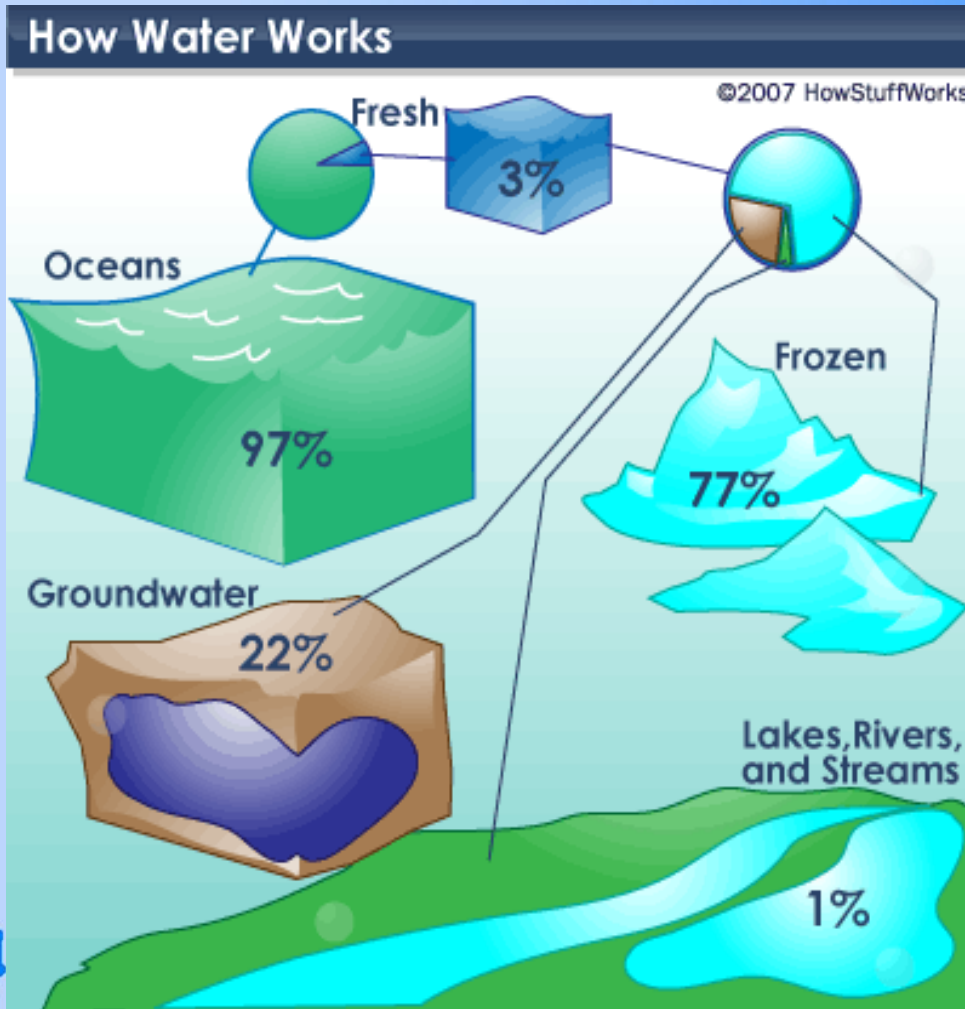 How Water Works
©2007 HowStuffWorks
Fresh
3%
Oceans
97%
Frozen
77%
Groundwater
22%
Lakes,Rivers,
and Streams
1%